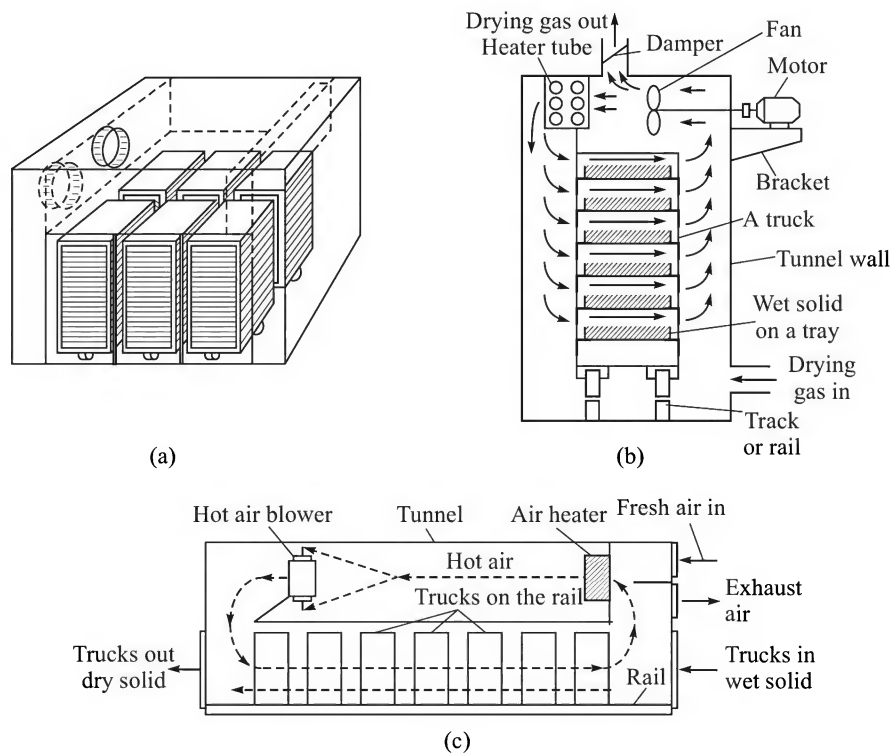 Drying gas out
Heater tube
Damper
Fan
Motor
Bracket
A truck
Tunnel wall
Wet solid
on a tray
Drying
gas in
Track
or rail
(a)
(b)
Hot air blower
Tunnel
Air heater
Fresh air in
Hot air
Exhaust
air
Trucks on the rail
Trucks out
dry solid
Trucks in
wet solid
Rail
(c)